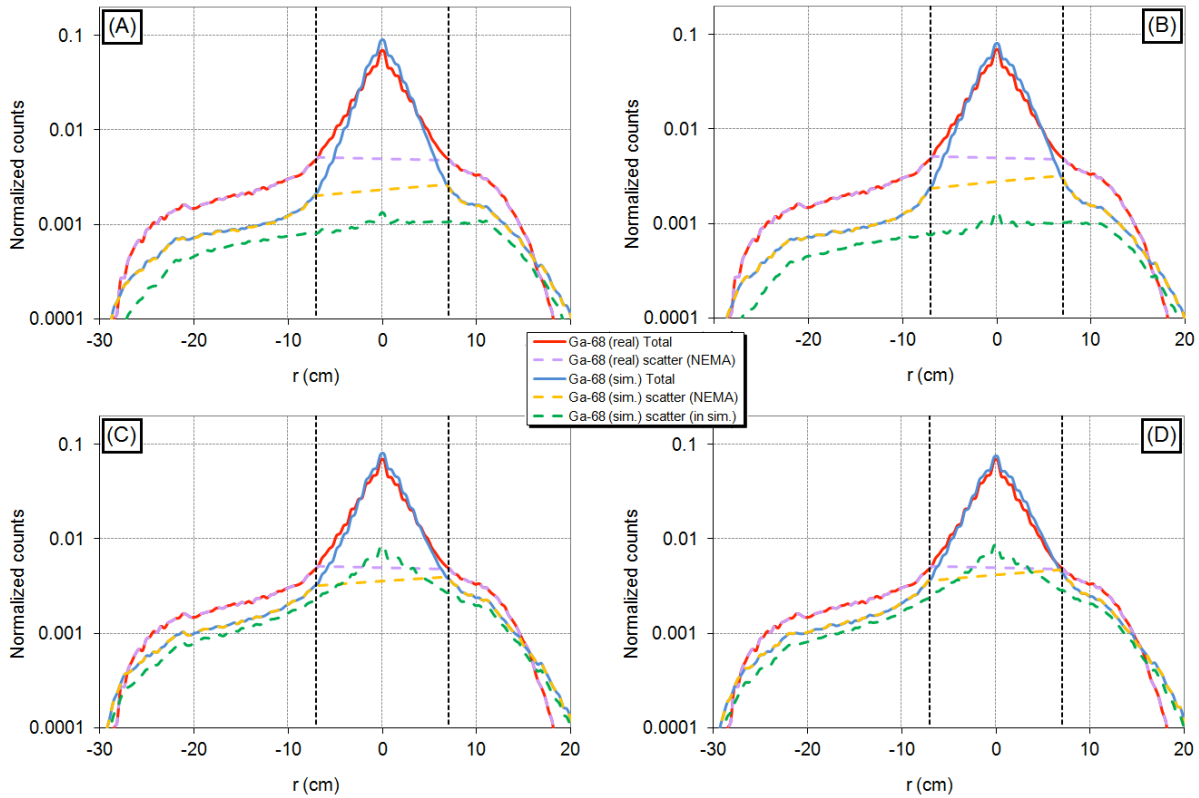 (A)
Normalized counts
0.1
0.01
0.001
0.0001
-30 -20 -10 0 10 20
r (cm)
(B)
Normalized counts
0.1
0.01
0.001
0.0001
-30 -20 -10 0 10 20
r (cm)
Ga-68 (real) Total
Ga-68 (real) scatter (NEMA)
Ga-68 (sim.) Total
Ga-68 (sim.) scatter (NEMA)
Ga-68 (sim.) scatter (in sim.)
(C)
Normalized counts
0.1
0.01
0.001
0.0001
-30 -20 -10 0 10 20
r (cm)
(D)
Normalized counts
0.1
0.01
0.001
0.0001
-30 -20 -10 0 10 20
r (cm)